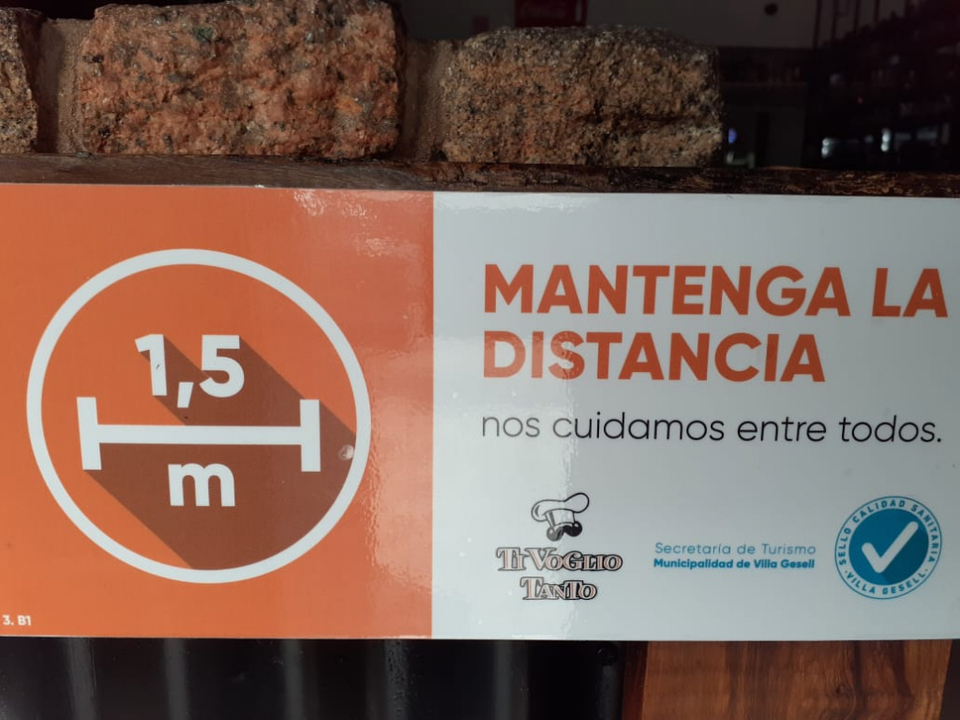 1,5
m
MANTENGA LA
DISTANCIA
nos cuidamos entre todos.
TI VOGLIO
TANTO
Secretaría de Turismo
Municipalidad de Villa Gesell
SELLO CALIDAD SANITARIA
· VILLA GESELL ·
3. B1